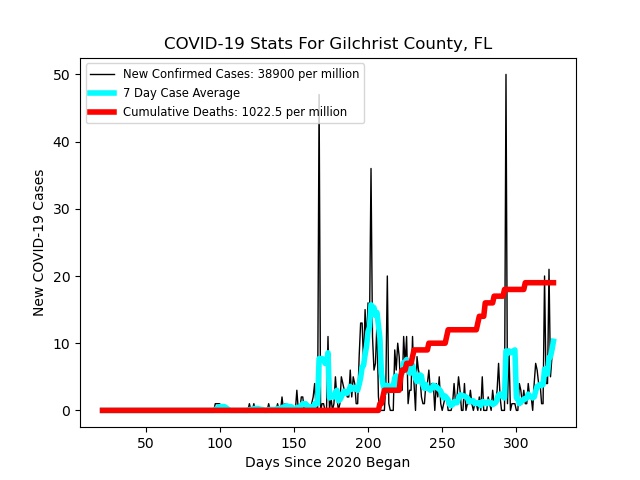 COVID-19 Stats For Gilchrist County, FL
New Confirmed Cases: 38900 per million
7 Day Case Average
Cumulative Deaths: 1022.5 per million
New COVID-19 Cases
50
40
30
20
10
0
50 100 150 200 250 300
Days Since 2020 Began